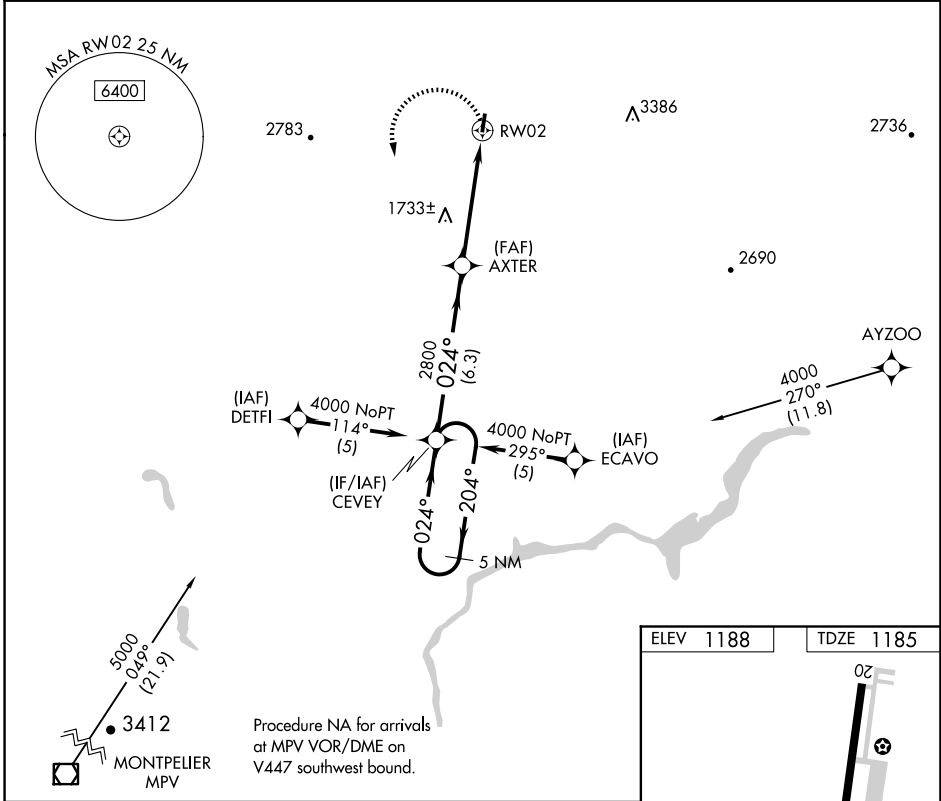 MSA RW02 25 NM
6400
2783
RW02
3386
2736
1733±
(FAF)
AXTER
2690
AYZOO
4000
270°
(11.8)
2800
024°
(6.3)
(IAF)
DETFI
4000 NoPT
114°
(5)
4000 NoPT
295°
(5)
(IAF)
ECAVO
(IF/IAF)
CEVEY
024°
204°
5 NM
5000
049°
(21.9)
3412
MONTPELIER
MPV
Procedure NA for arrivals
at MPV VOR/DME on
V447 southwest bound.
ELEV 1188
TDZE 1185
20